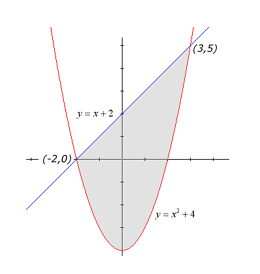 (3,5)
y = x + 2
(-2,0)
y = x² + 4